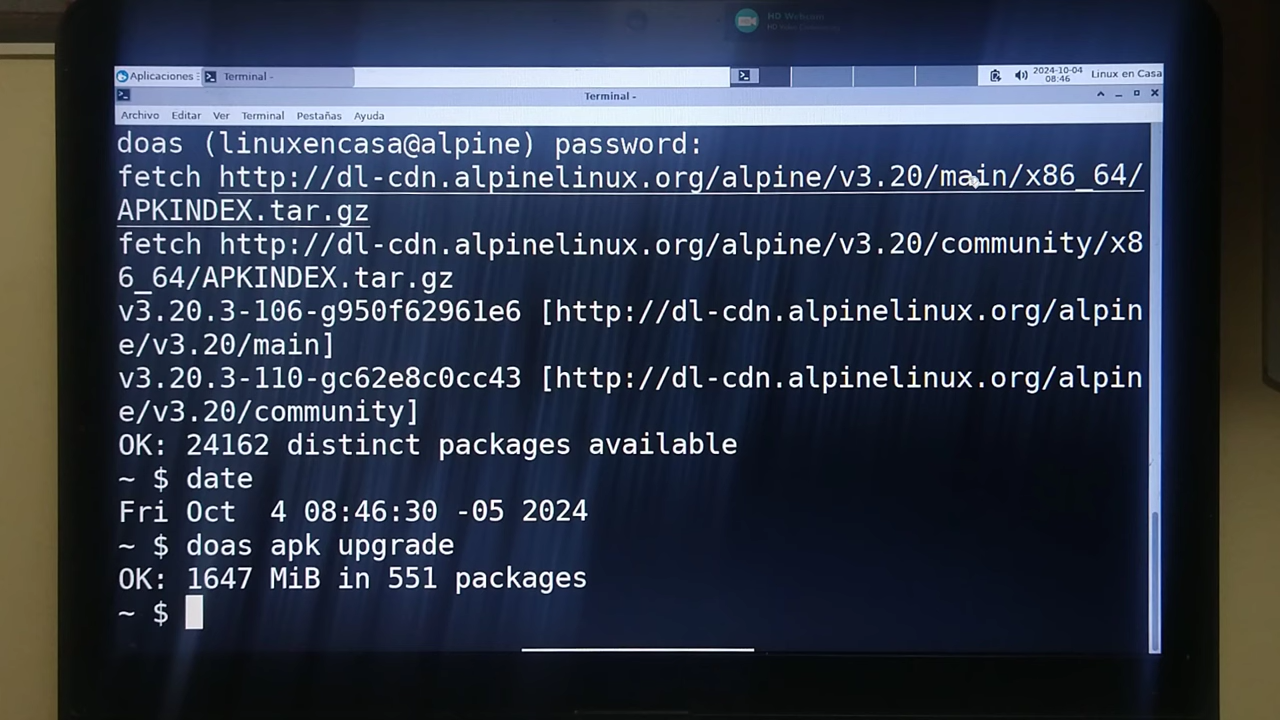 HD Webcam
Aplicaciones
Terminal -
2024-10-04
08:46
Linux en Casa
Terminal -
Archivo Editar Ver Terminal Pestañas Ayuda
doas (linuxencasa@alpine) password:
fetch http://dl-cdn.alpinelinux.org/alpine/v3.20/main/x86_64/
APKINDEX.tar.gz
fetch http://dl-cdn.alpinelinux.org/alpine/v3.20/community/x8
6_64/APKINDEX.tar.gz
v3.20.3-106-g950f62961e6 [http://dl-cdn.alpinelinux.org/alpin
e/v3.20/main]
v3.20.3-110-gc62e8c0cc43 [http://dl-cdn.alpinelinux.org/alpin
e/v3.20/community]
OK: 24162 distinct packages available
~ $ date
Fri Oct  4 08:46:30 -05 2024
~ $ doas apk upgrade
OK: 1647 MiB in 551 packages
~ $